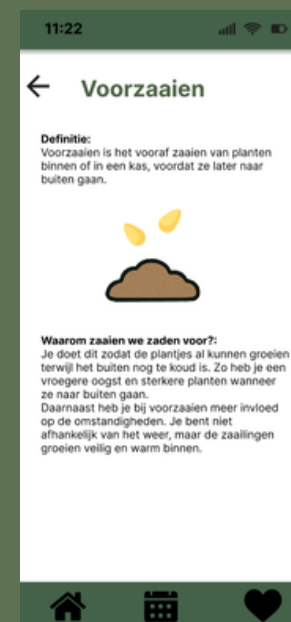 11:22
Voorzaaien
Definitie:
Voorzaaien is het vooraf zaaien van planten
binnen of in een kas, voordat ze later naar
buiten gaan.
Waarom zaaien we zaden voor?:
Je doet dit zodat de plantjes al kunnen groeien
terwijl het buiten nog te koud is. Zo heb je een
vroegere oogst en sterkere planten wanneer
ze naar buiten gaan.
Daarnaast heb je bij voorzaaien meer invloed
op de omstandigheden. Je bent niet
afhankelijk van het weer, maar de zaailingen
groeien veilig en warm binnen.